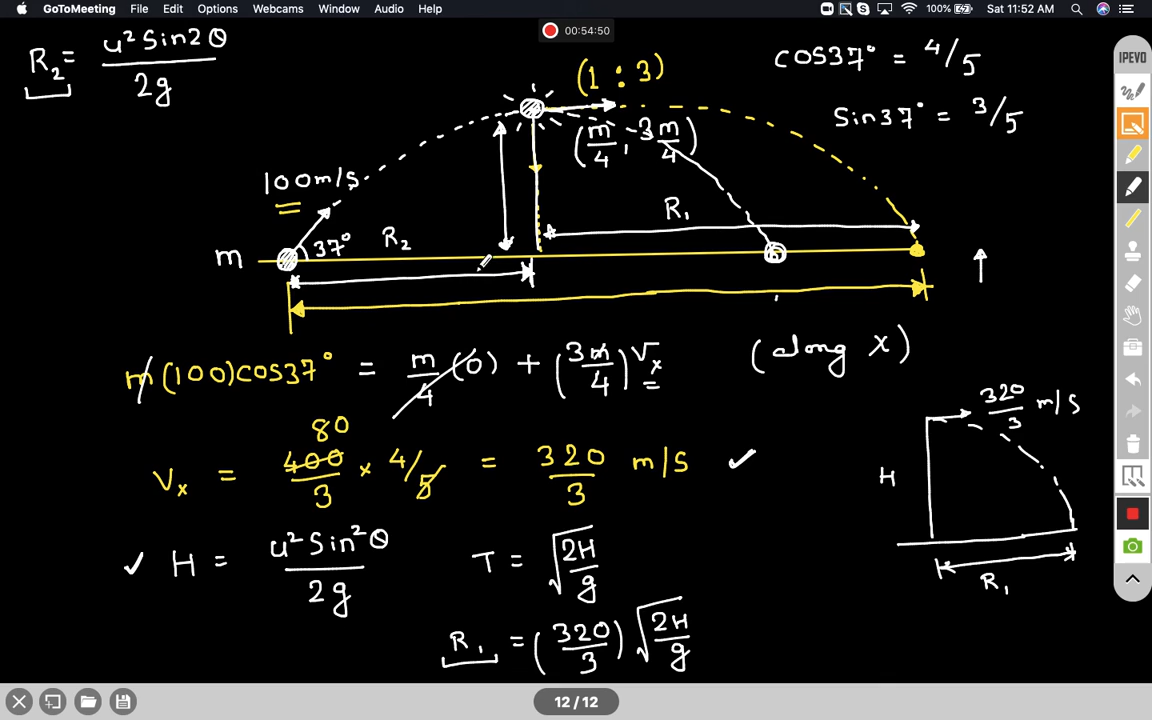 GoToMeeting File Edit Options Webcams Window Audio Help 100% Sat 11:52 AM
00:54:50
IPEVO
R₂ = u² Sin2θ / 2g
(1 : 3)
cos37° = 4/5
Sin37° = 3/5
(m/4, 3m/4)
100m/s
R₁
R₂
37°
m
m(100)cos37° = m/4(0) + (3m/4)Vx (along x)
80
Vx = 400/3 × 4/5 = 320/3 m/s ✓
320/3 m/s
H
R₁
✓ H = u² Sin²θ / 2g T = √2H/g
R₁ = (320/3) √2H/g
12 / 12